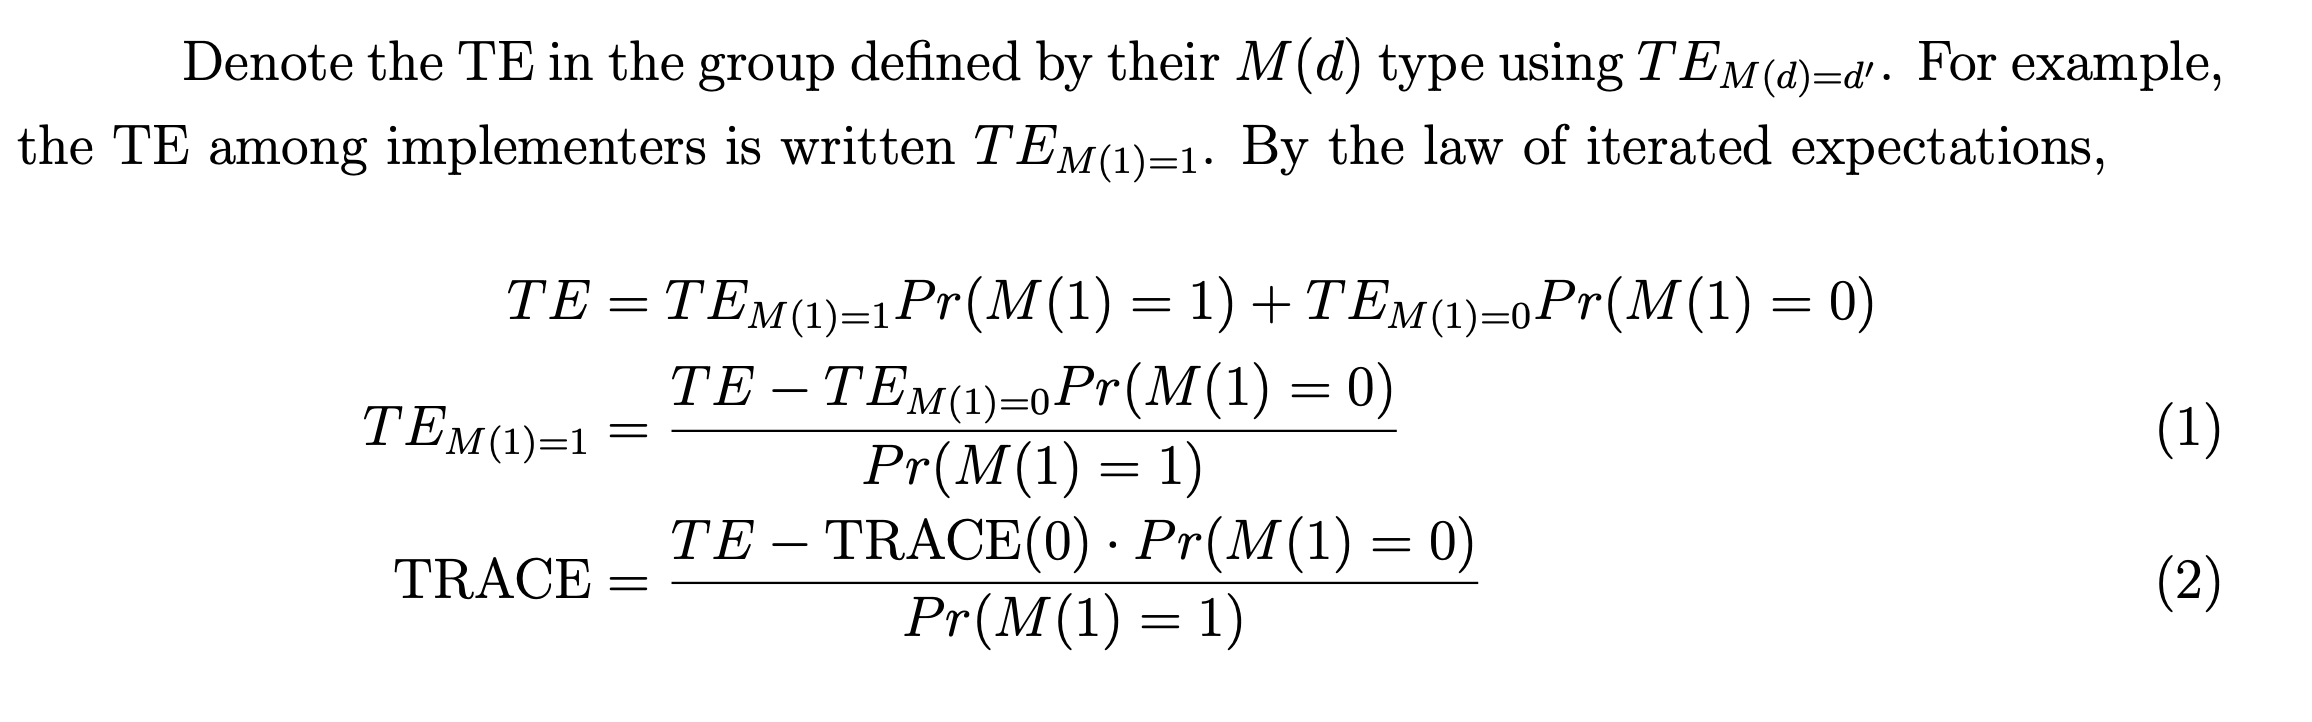 Denote the TE in the group defined by their M(d) type using TE_{M(d)=d'}. For example,
the TE among implementers is written TE_{M(1)=1}. By the law of iterated expectations,
TE = TE_{M(1)=1}Pr(M(1) = 1) + TE_{M(1)=0}Pr(M(1) = 0)
TE_{M(1)=1} = \frac{TE − TE_{M(1)=0}Pr(M(1) = 0)}{Pr(M(1) = 1)} (1)
TRACE = \frac{TE − TRACE(0) · Pr(M(1) = 0)}{Pr(M(1) = 1)} (2)